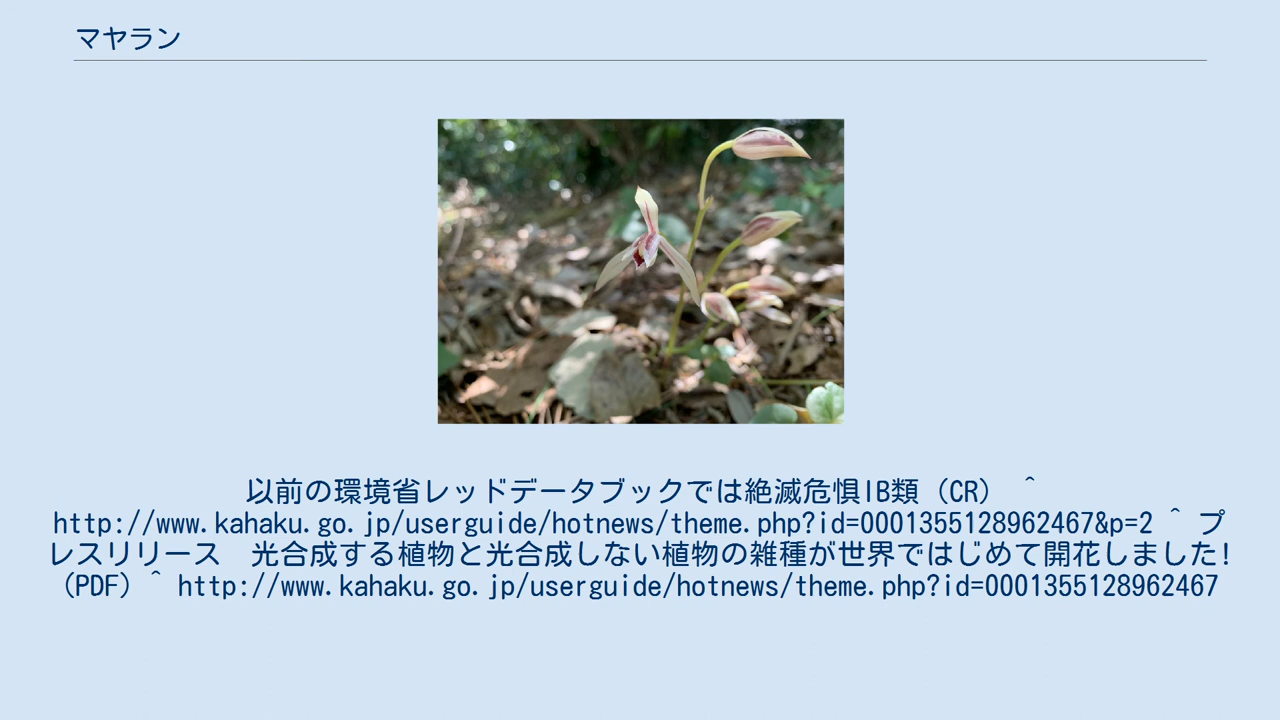 マヤラン
以前の環境省レッドデータブックでは絶滅危惧IB類（CR） ^
http://www.kahaku.go.jp/userguide/hotnews/theme.php?id=0001355128962467&p=2 ^ プ
レスリリース　光合成する植物と光合成しない植物の雑種が世界ではじめて開花しました!
（PDF）^ http://www.kahaku.go.jp/userguide/hotnews/theme.php?id=0001355128962467